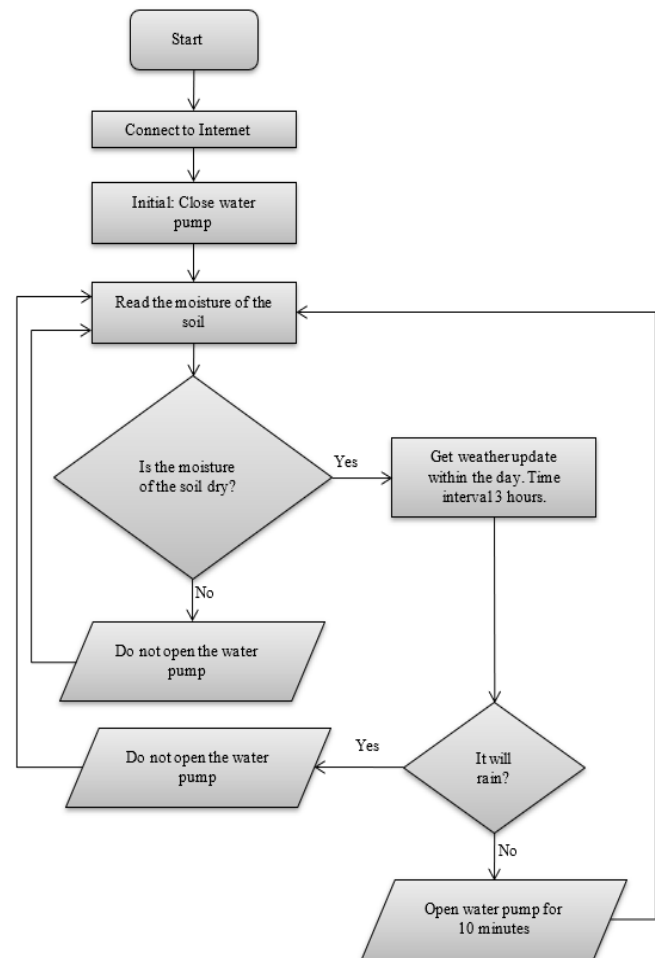 Start
Connect to Internet
Initial: Close water
pump
Read the moisture of the
soil
Is the moisture
of the soil dry?
Yes
Get weather update
within the day. Time
interval 3 hours.
No
Do not open the water
pump
Do not open the water
pump
Yes
It will
rain?
No
Open water pump for
10 minutes